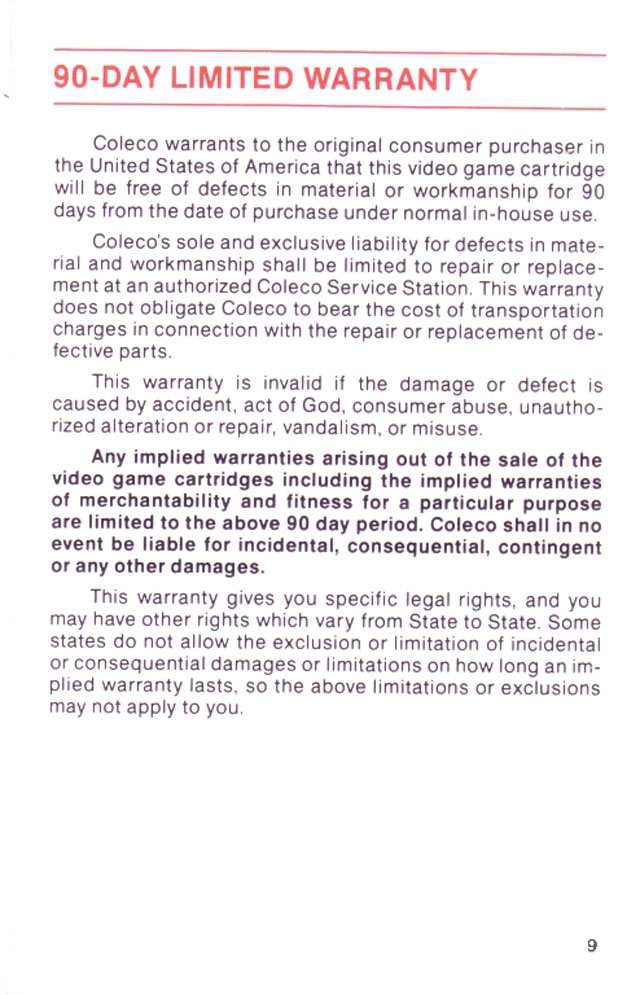 90-DAY LIMITED WARRANTY
Coleco warrants to the original consumer purchaser in
the United States of America that this video game cartridge
will be free of defects in material or workmanship for 90
days from the date of purchase under normal in-house use.
Coleco's sole and exclusive liability for defects in mate-
rial and workmanship shall be limited to repair or replace-
ment at an authorized Coleco Service Station. This warranty
does not obligate Coleco to bear the cost of transportation
charges in connection with the repair or replacement of de-
fective parts.
This warranty is invalid if the damage or defect is
caused by accident, act of God, consumer abuse, unautho-
rized alteration or repair, vandalism, or misuse.
Any implied warranties arising out of the sale of the
video game cartridges including the implied warranties
of merchantability and fitness for a particular purpose
are limited to the above 90 day period. Coleco shall in no
event be liable for incidental, consequential, contingent
or any other damages.
This warranty gives you specific legal rights, and you
may have other rights which vary from State to State. Some
states do not allow the exclusion or limitation of incidental
or consequential damages or limitations on how long an im-
plied warranty lasts, so the above limitations or exclusions
may not apply to you.
9